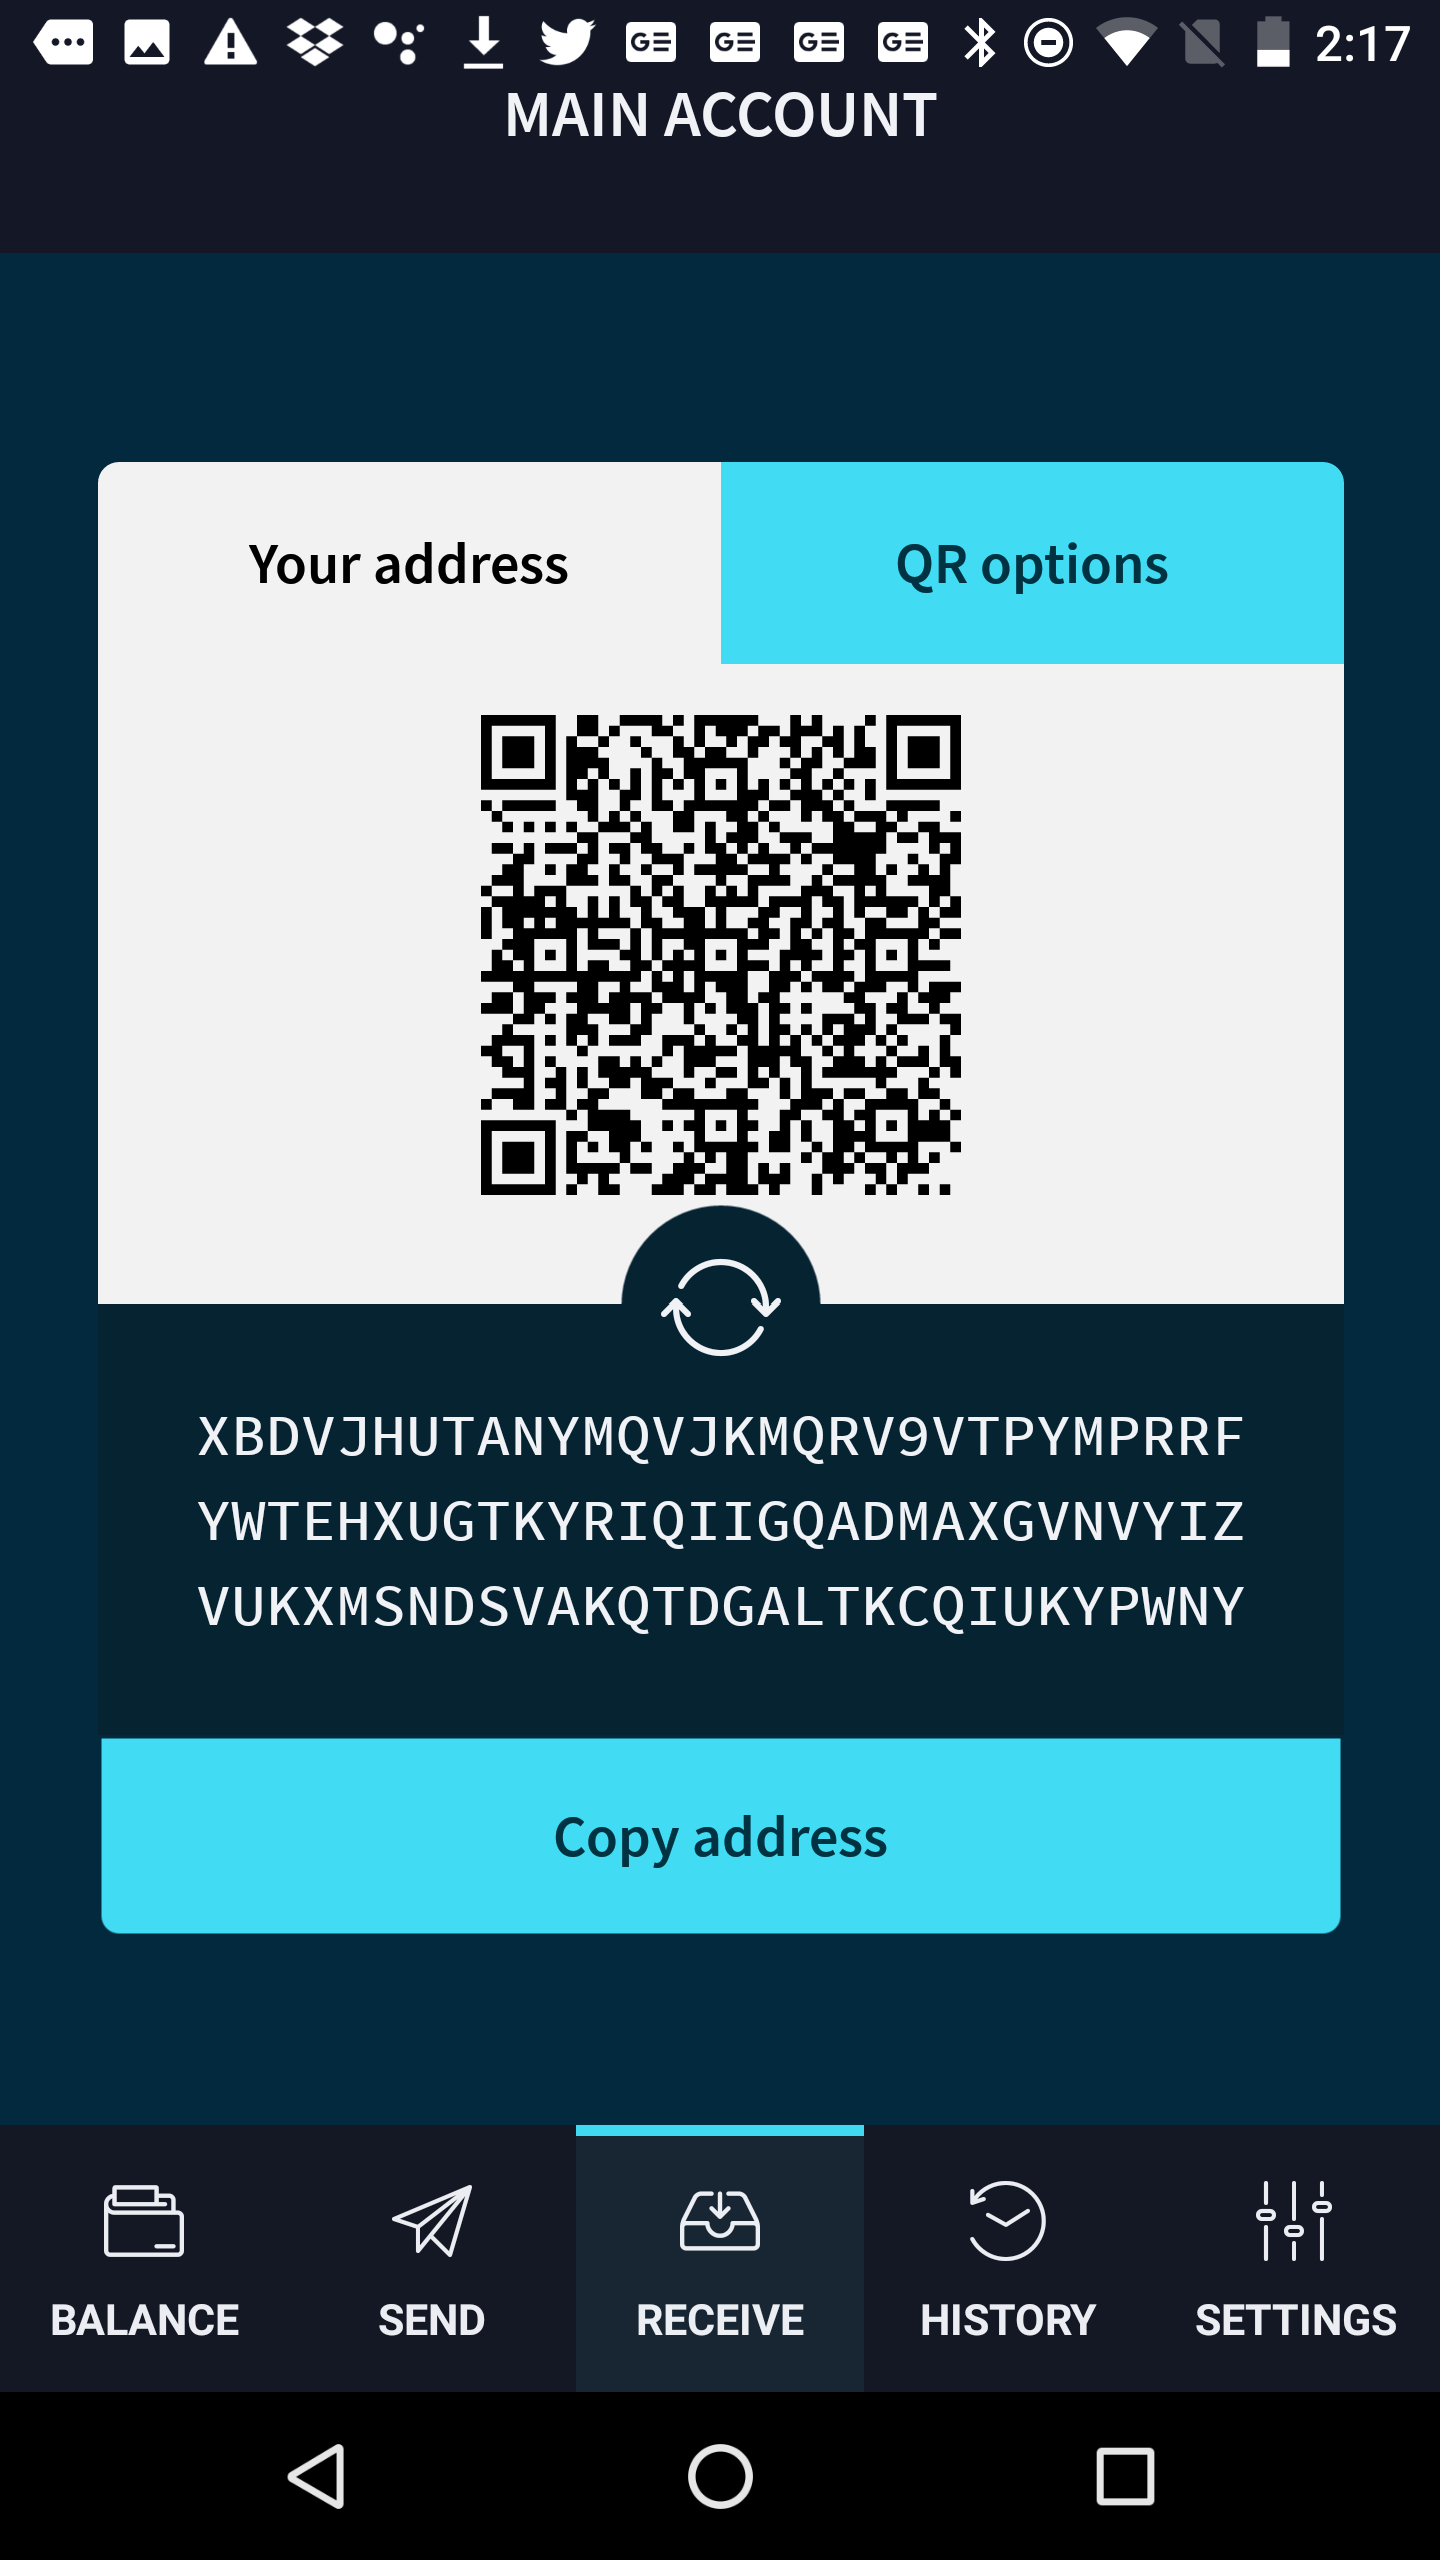 2:17
MAIN ACCOUNT
Your address
QR options
XBDVJHUTANYMQVJKMQRV9VTPYMPRRF
YWTEHXUGTKYRIQIIGQADMAXGVNVYIZ
VUKXMSNDSVAKQTDGALTKCQIUKYPWNY
Copy address
BALANCE
SEND
RECEIVE
HISTORY
SETTINGS